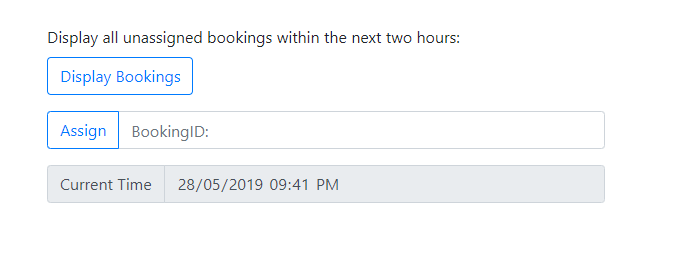 Display all unassigned bookings within the next two hours:
Display Bookings
Assign BookingID:
Current Time 28/05/2019 09:41 PM